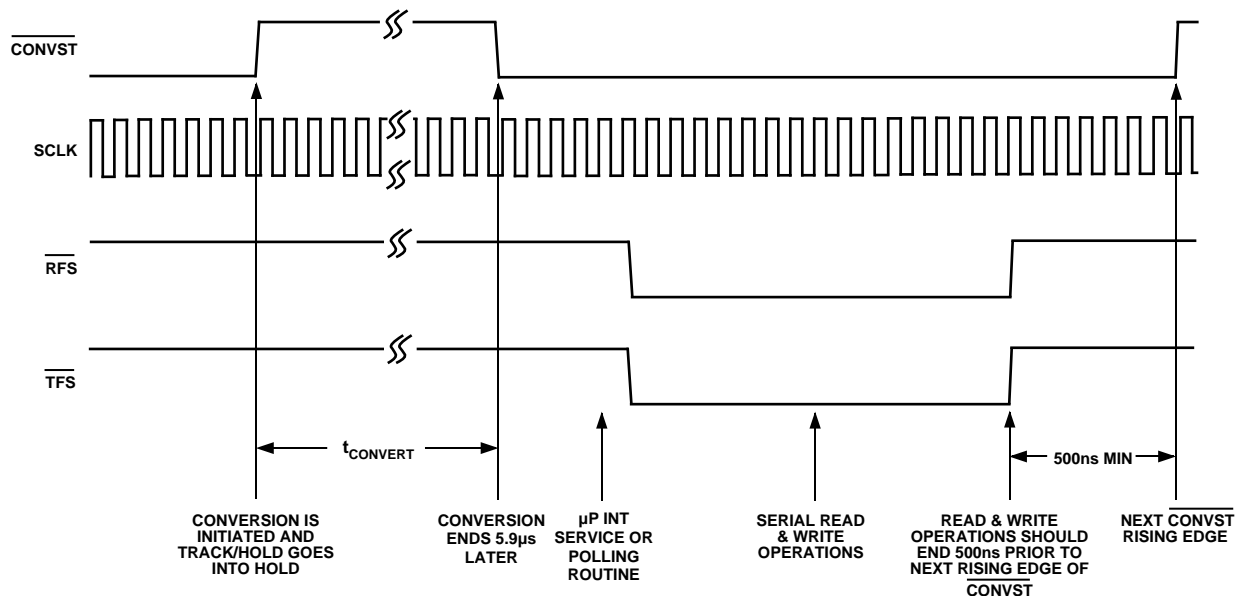 CONVST
SCLK
RFS
TFS
tCONVERT
500ns MIN
CONVERSION IS
INITIATED AND
TRACK/HOLD GOES
INTO HOLD
CONVERSION
ENDS 5.9µs
LATER
µP INT
SERVICE OR
POLLING
ROUTINE
SERIAL READ
& WRITE
OPERATIONS
READ & WRITE
OPERATIONS SHOULD
END 500ns PRIOR TO
NEXT RISING EDGE OF
CONVST
NEXT CONVST
RISING EDGE